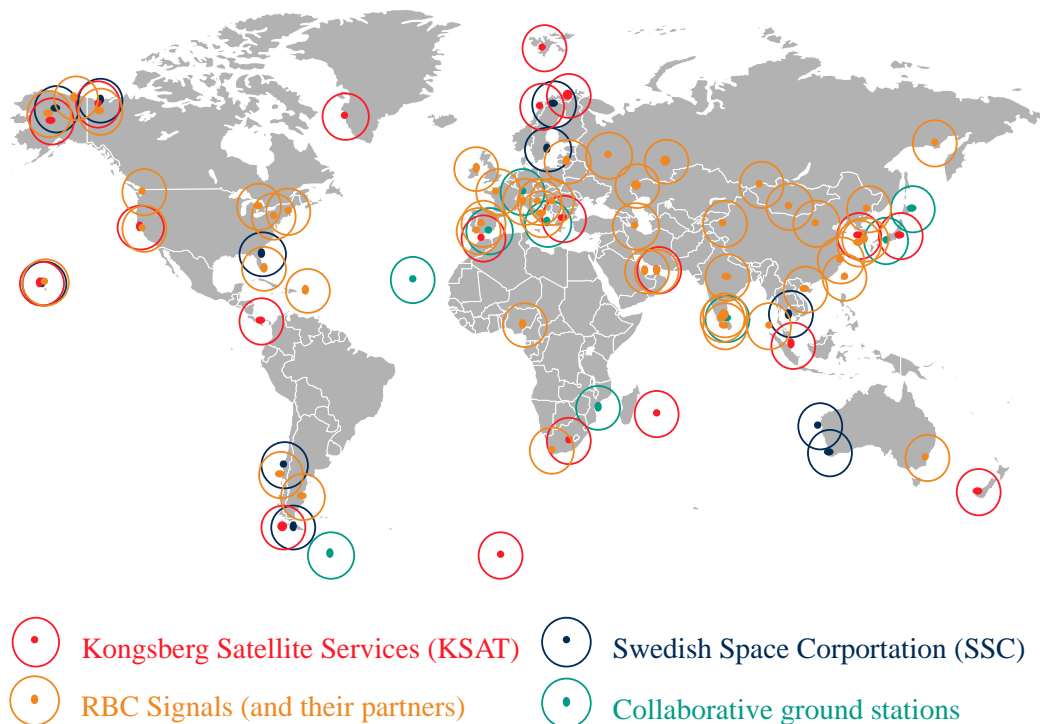 Kongsberg Satellite Services (KSAT)
Swedish Space Corportation (SSC)
RBC Signals (and their partners)
Collaborative ground stations